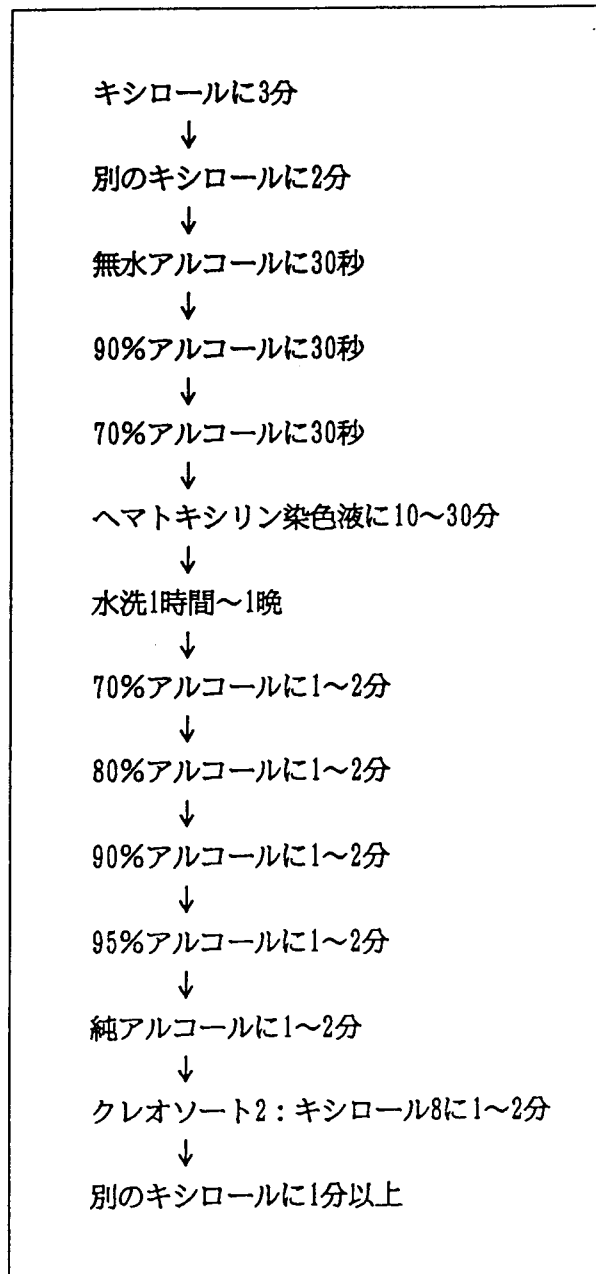 キシロールに3分
↓
別のキシロールに2分
↓
無水アルコールに30秒
↓
90%アルコールに30秒
↓
70%アルコールに30秒
↓
ヘマトキシリン染色液に10～30分
↓
水洗1時間～1晩
↓
70%アルコールに1～2分
↓
80%アルコールに1～2分
↓
90%アルコールに1～2分
↓
95%アルコールに1～2分
↓
純アルコールに1～2分
↓
クレオソート2：キシロール8に1～2分
↓
別のキシロールに1分以上